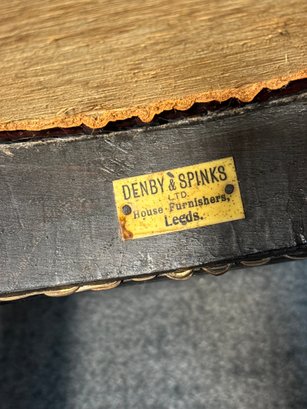 DENBY & SPINKS
LTD.
House Furnishers,
Leeds.